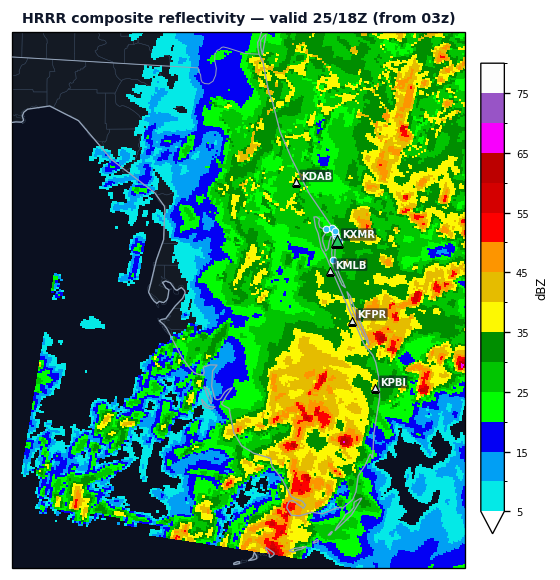 HRRR composite reflectivity — valid 25/18Z (from 03z)
KDAB
KXMR
KMLB
KFPR
KPBI
75
65
55
45
35
25
15
5
dBZ